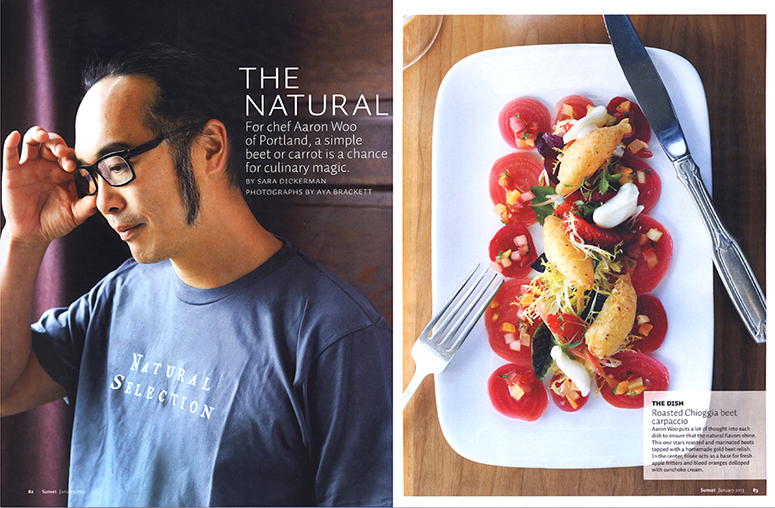 THE
NATURAL
For chef Aaron Woo
of Portland, a simple
beet or carrot is a chance
for culinary magic.
BY SARA DICKERMAN
PHOTOGRAPHS BY AYA BRACKETT
NATURAL
SELECTION
82 Sunset January 2013
THE DISH
Roasted Chioggia beet
carpaccio
Aaron Woo puts a lot of thought into each
dish to ensure that the natural flavors shine.
This one stars roasted and marinated beets
topped with a homemade gold beet relish.
In the center, frisée acts as a base for fresh
apple fritters and blood oranges dolloped
with sunchoke cream.
Sunset January 2013 83